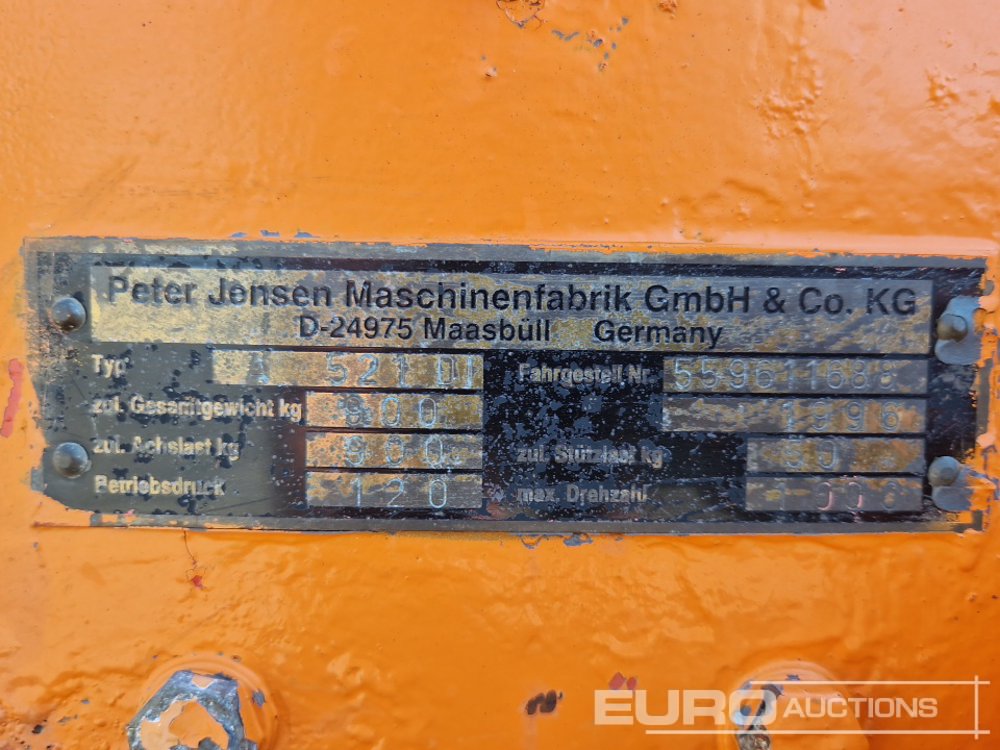 Peter Jensen Maschinenfabrik GmbH & Co. KG
D-24975 Maasbüll Germany
Typ 521 DI Fahrgestell Nr 559611688
zul. Gesamtgewicht kg 900 1996
zul. Achslast kg 900 zul. Stützlast kg 50
Betriebsdruck 120 max. Drehzahl
EURO AUCTIONS